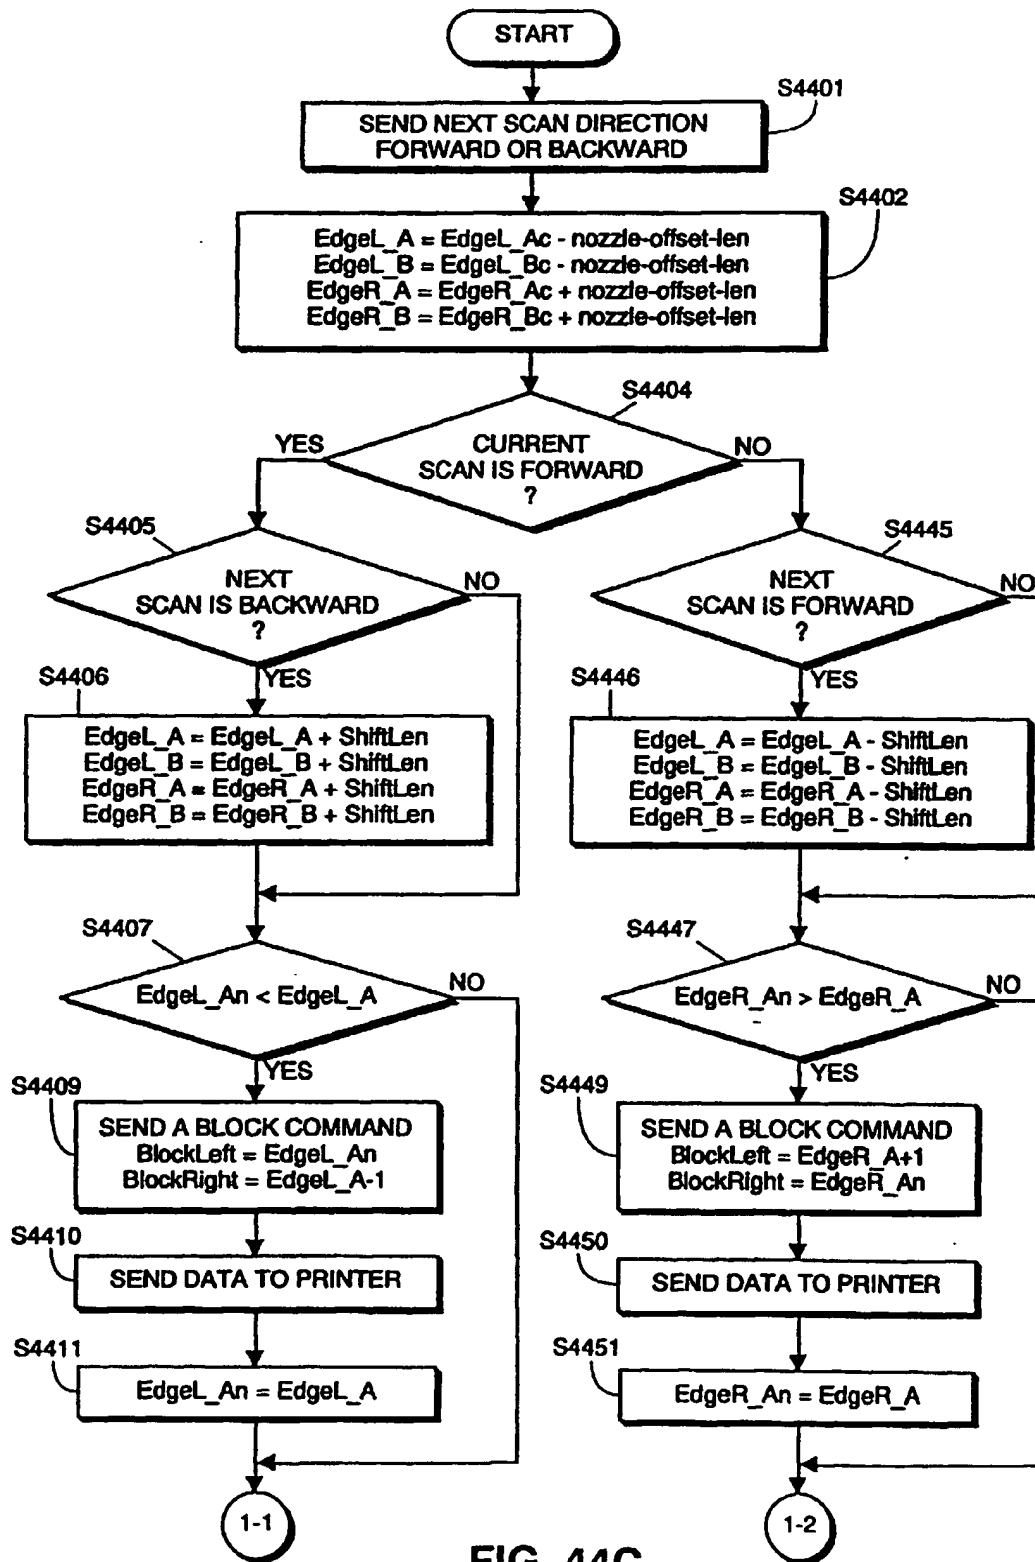 START
S4401
SEND NEXT SCAN DIRECTION
FORWARD OR BACKWARD
S4402
EdgeL_A = EdgeL_Ac - nozzle-offset-len
EdgeL_B = EdgeL_Bc - nozzle-offset-len
EdgeR_A = EdgeR_Ac + nozzle-offset-len
EdgeR_B = EdgeR_Bc + nozzle-offset-len
S4404
CURRENT
SCAN IS FORWARD
?
YES
NO
S4405
NEXT
SCAN IS BACKWARD
?
NO
YES
S4445
NEXT
SCAN IS FORWARD
?
NO
YES
S4406
EdgeL_A = EdgeL_A + ShiftLen
EdgeL_B = EdgeL_B + ShiftLen
EdgeR_A = EdgeR_A + ShiftLen
EdgeR_B = EdgeR_B + ShiftLen
S4446
EdgeL_A = EdgeL_A - ShiftLen
EdgeL_B = EdgeL_B - ShiftLen
EdgeR_A = EdgeR_A - ShiftLen
EdgeR_B = EdgeR_B - ShiftLen
S4407
EdgeL_An < EdgeL_A
NO
YES
S4447
EdgeR_An > EdgeR_A
NO
YES
S4409
SEND A BLOCK COMMAND
BlockLeft = EdgeL_An
BlockRight = EdgeL_A-1
S4449
SEND A BLOCK COMMAND
BlockLeft = EdgeR_A+1
BlockRight = EdgeR_An
S4410
SEND DATA TO PRINTER
S4450
SEND DATA TO PRINTER
S4411
EdgeL_An = EdgeL_A
S4451
EdgeR_An = EdgeR_A
1-1
1-2
FIG. 44C